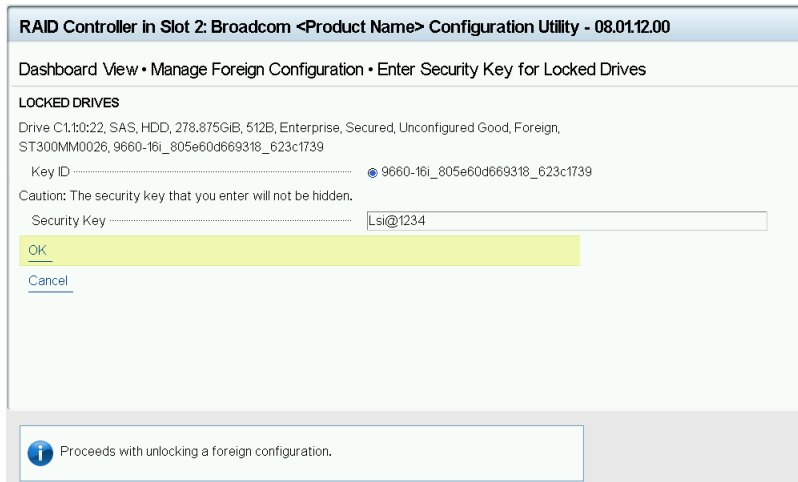 RAID Controller in Slot 2: Broadcom <Product Name> Configuration Utility - 08.01.12.00
Dashboard View • Manage Foreign Configuration • Enter Security Key for Locked Drives
LOCKED DRIVES
Drive C1.1:0:22, SAS, HDD, 278.875GiB, 512B, Enterprise, Secured, Unconfigured Good, Foreign,
ST300MM0026, 9660-16i_805e60d669318_623c1739
Key ID 9660-16i_805e60d669318_623c1739
Caution: The security key that you enter will not be hidden.
Security Key Lsi@1234
OK
Cancel
Proceeds with unlocking a foreign configuration.